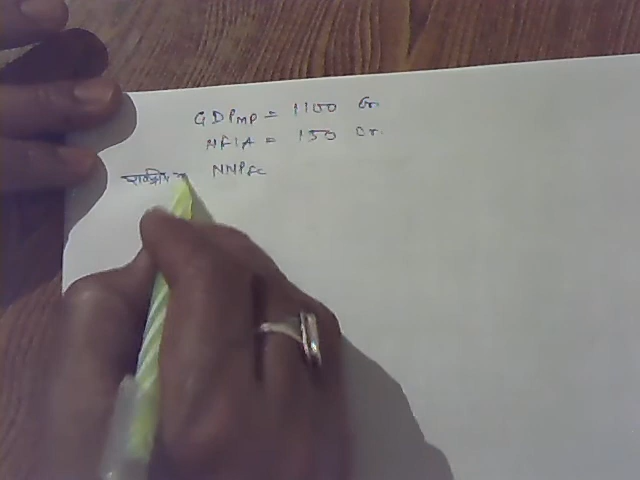 GDPMP = 1100 Cr.
NFIA = 150 Cr.
NNPFC